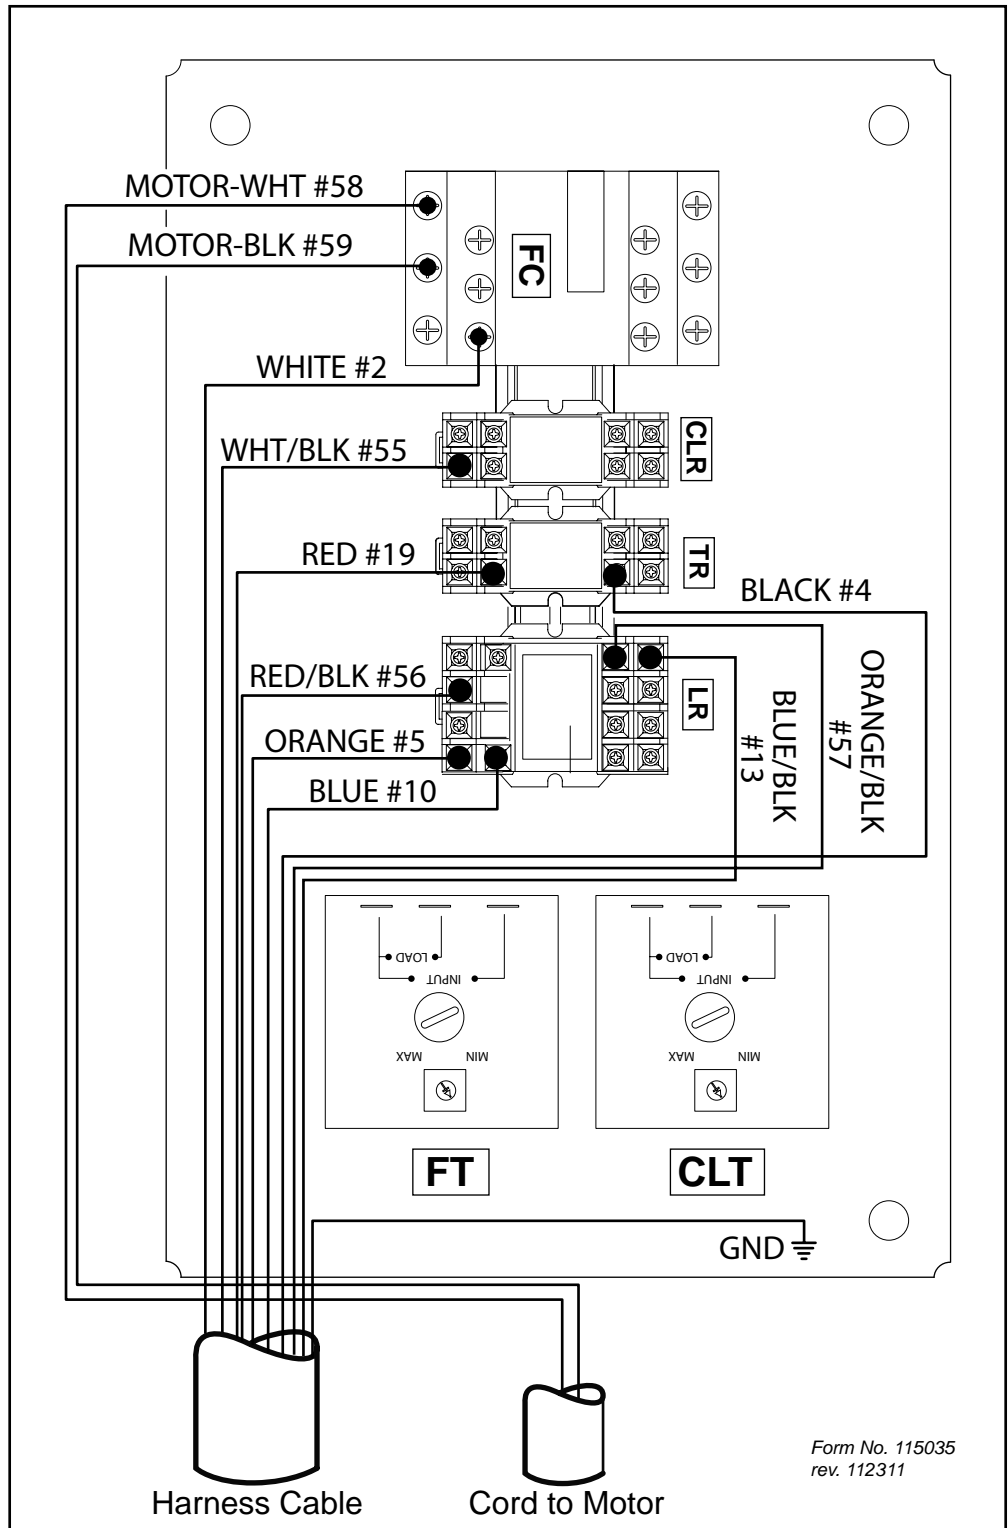 MOTOR-WHT #58
FC
MOTOR-BLK #59
WHITE #2
CLR
WHT/BLK #55
RED #19
TR
BLACK #4
RED/BLK #56
LR
BLUE/BLK
#13
ORANGE/BLK
#57
ORANGE #5
BLUE #10
LOAD
INPUT
MAX
MIN
LOAD
INPUT
MAX
MIN
FT
CLT
GND
Form No. 115035
rev. 112311
Harness Cable
Cord to Motor